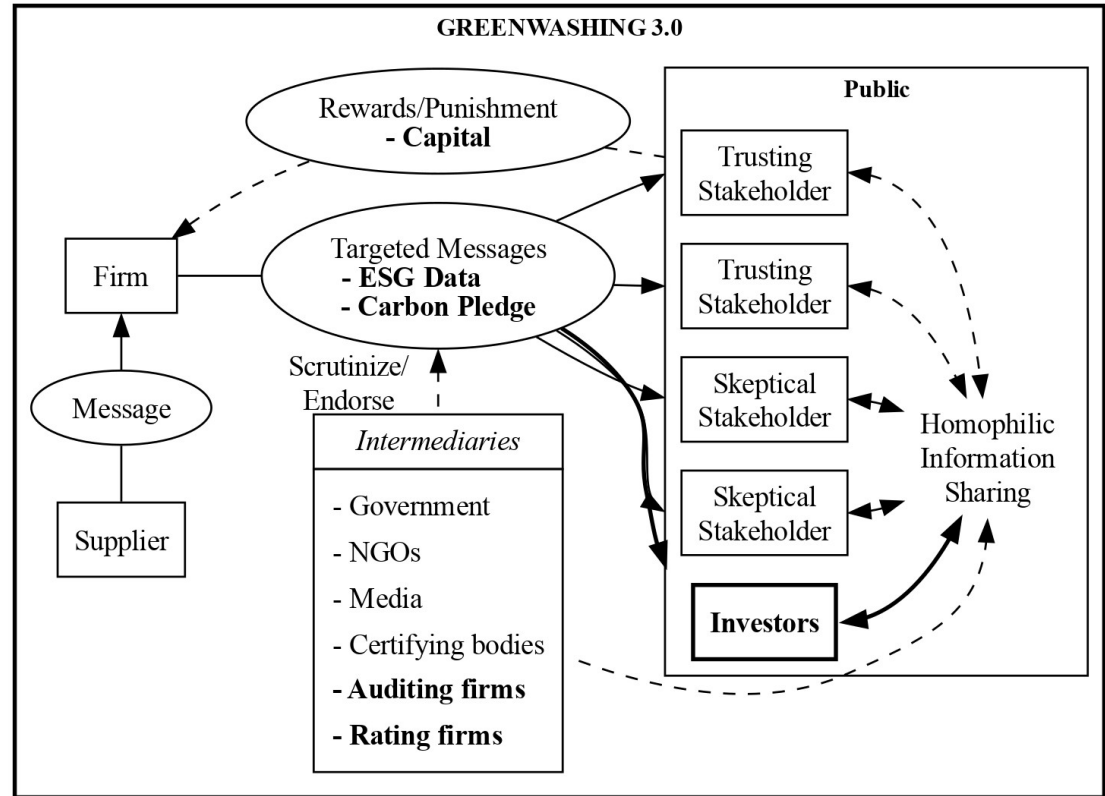 GREENWASHING 3.0
Rewards/Punishment
- Capital
Firm
Targeted Messages
- ESG Data
- Carbon Pledge
Message
Supplier
Scrutinize/
Endorse
Intermediaries
- Government
- NGOs
- Media
- Certifying bodies
- Auditing firms
- Rating firms
Public
Trusting
Stakeholder
Trusting
Stakeholder
Skeptical
Stakeholder
Skeptical
Stakeholder
Investors
Homophilic
Information
Sharing